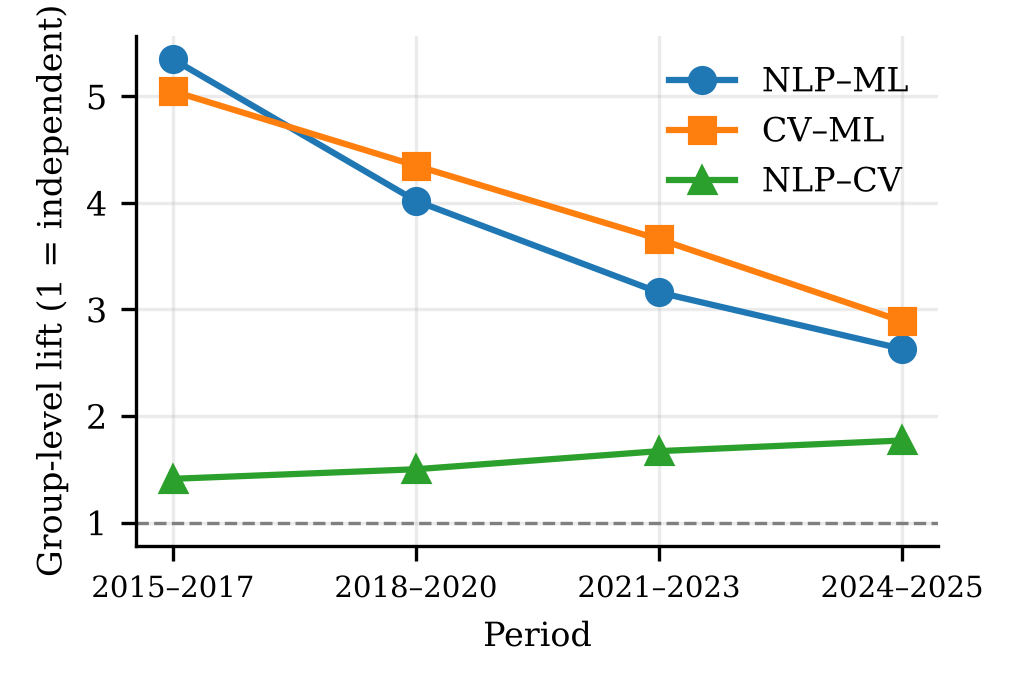 Group-level lift (1 = independent)
5
4
3
2
1
NLP–ML
CV–ML
NLP–CV
2015–2017 2018–2020 2021–2023 2024–2025
Period